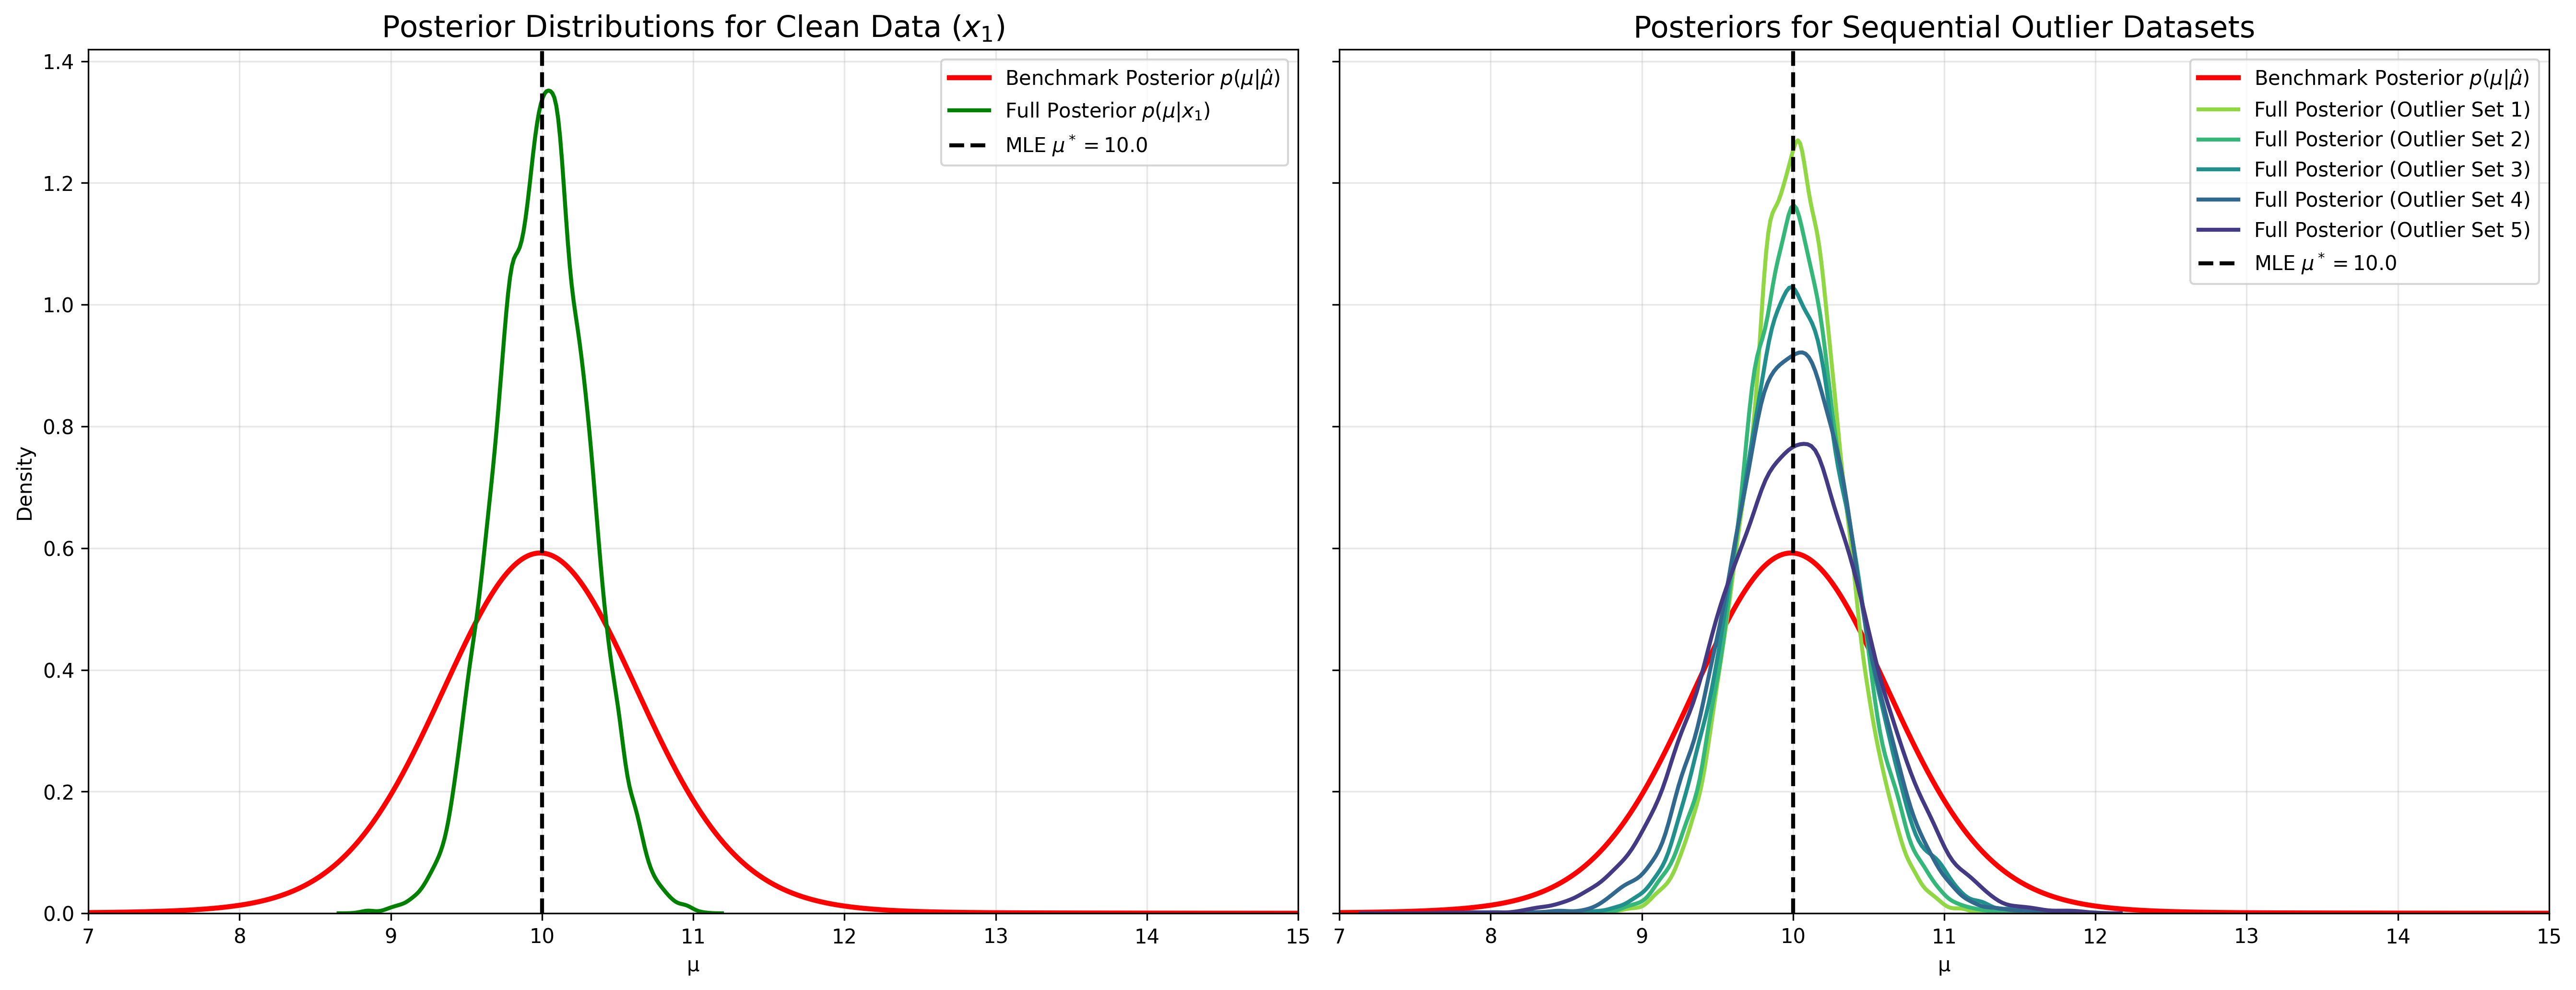 Posterior Distributions for Clean Data (x₁)
Density
1.4
1.2
1.0
0.8
0.6
0.4
0.2
0.0
7 8 9 10 11 12 13 14 15
μ
Benchmark Posterior p(μ|μ̂)
Full Posterior p(μ|x₁)
MLE μ* = 10.0
Posteriors for Sequential Outlier Datasets
7 8 9 10 11 12 13 14 15
μ
Benchmark Posterior p(μ|μ̂)
Full Posterior (Outlier Set 1)
Full Posterior (Outlier Set 2)
Full Posterior (Outlier Set 3)
Full Posterior (Outlier Set 4)
Full Posterior (Outlier Set 5)
MLE μ* = 10.0